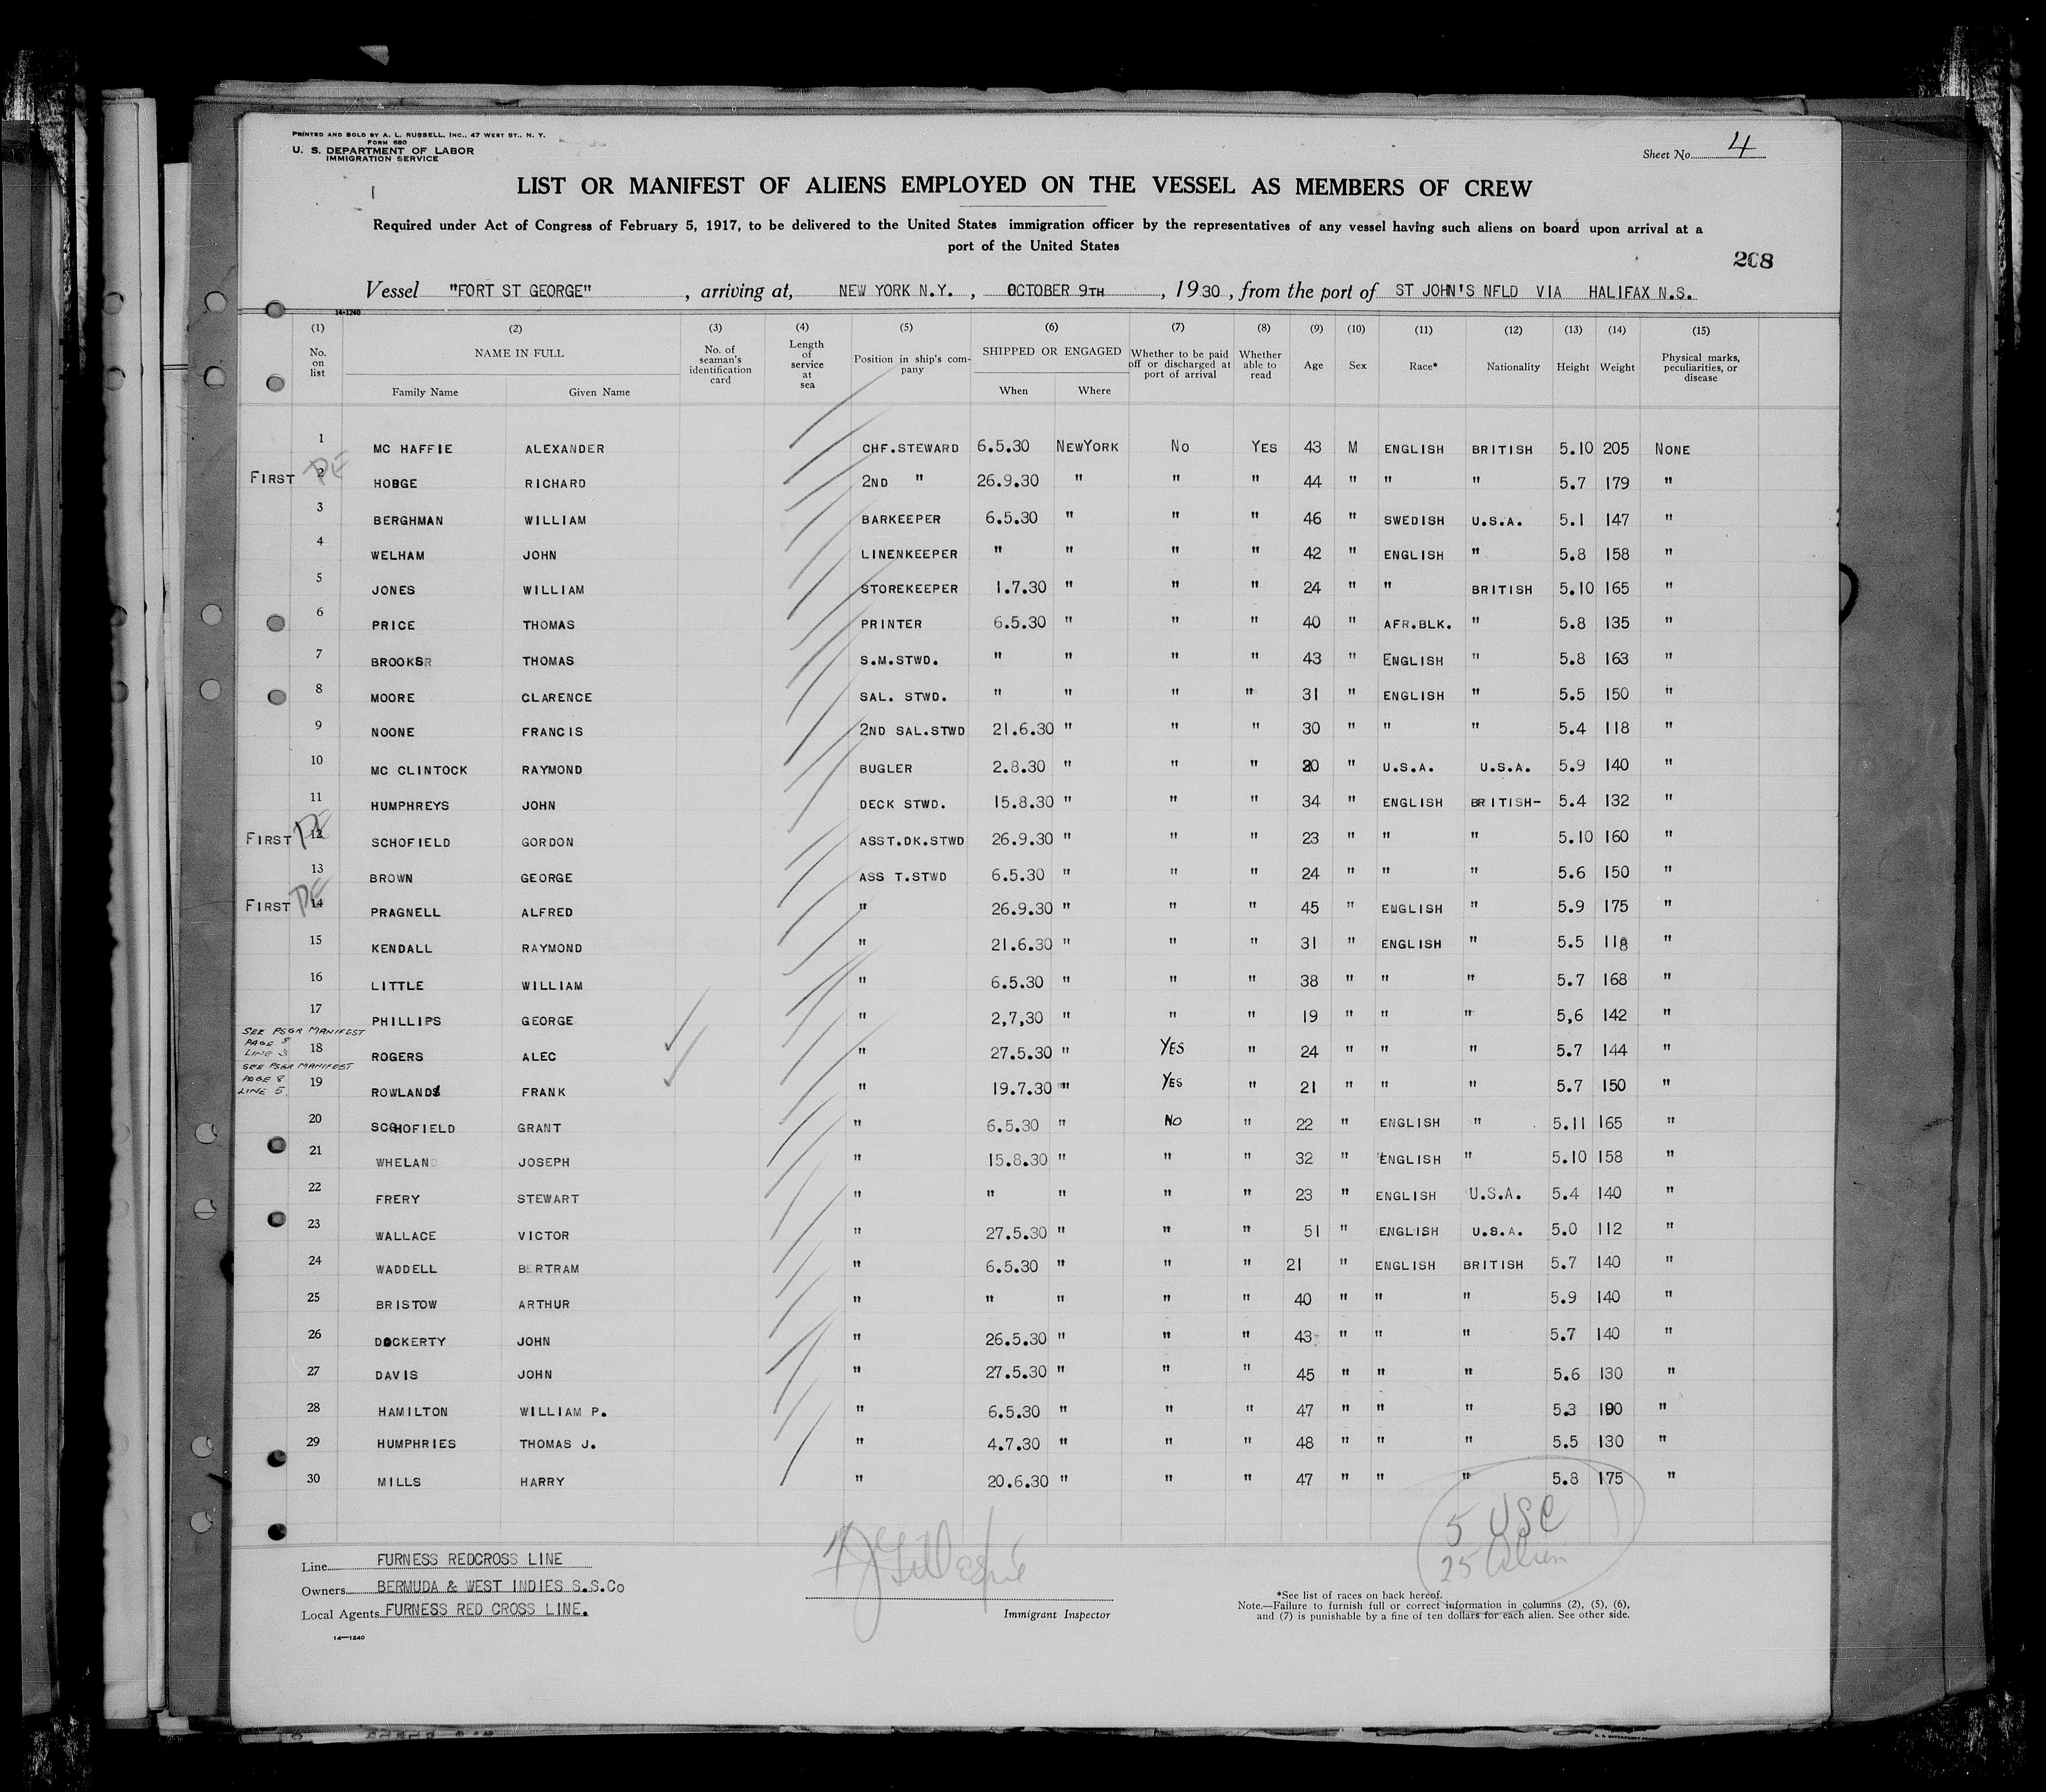 PRINTED AND SOLD BY A. L. RUSSELL, INC., 47 WEST ST., N. Y.
FORM 680
U. S. DEPARTMENT OF LABOR
IMMIGRATION SERVICE
Sheet No. 4
LIST OR MANIFEST OF ALIENS EMPLOYED ON THE VESSEL AS MEMBERS OF CREW
Required under Act of Congress of February 5, 1917, to be delivered to the United States immigration officer by the representatives of any vessel having such aliens on board upon arrival at a
port of the United States
208
Vessel "FORT ST GEORGE" , arriving at, NEW YORK N.Y. , OCTOBER 9TH , 1930 , from the port of ST JOHN'S NFLD VIA HALIFAX N.S.
14-1240
(1) (2) (3) (4) (5) (6) (7) (8) (9) (10) (11) (12) (13) (14) (15)
No. on list NAME IN FULL Family Name Given Name No. of seaman's identification card Length of service at sea Position in ship's company SHIPPED OR ENGAGED When Where Whether to be paid off or discharged at port of arrival Whether able to read Age Sex Race* Nationality Height Weight Physical marks, peculiarities, or disease
1 MC HAFFIE ALEXANDER CHF.STEWARD 6.5.30 NEWYORK NO YES 43 M ENGLISH BRITISH 5.10 205 NONE
FIRST PE 2 HODGE RICHARD 2ND " 26.9.30 " " " 44 " " " 5.7 179 "
3 BERGHMAN WILLIAM BARKEEPER 6.5.30 " " " 46 " SWEDISH U.S.A. 5.1 147 "
4 WELHAM JOHN LINENKEEPER " " " " 42 " ENGLISH " 5.8 158 "
5 JONES WILLIAM STOREKEEPER 1.7.30 " " " 24 " " BRITISH 5.10 165 "
6 PRICE THOMAS PRINTER 6.5.30 " " " 40 " AFR.BLK. " 5.8 135 "
7 BROOKSR THOMAS S.M.STWD. " " " " 43 " ENGLISH " 5.8 163 "
8 MOORE CLARENCE SAL. STWD. " " " " 31 " ENGLISH " 5.5 150 "
9 NOONE FRANCIS 2ND SAL.STWD 21.6.30 " " " 30 " " " 5.4 118 "
10 MC CLINTOCK RAYMOND BUGLER 2.8.30 " " " 20 " U.S.A. U.S.A. 5.9 140 "
11 HUMPHREYS JOHN DECK STWD. 15.8.30 " " " 34 " ENGLISH BRITISH- 5.4 132 "
FIRST PE 12 SCHOFIELD GORDON ASST.DK.STWD 26.9.30 " " " 23 " " " 5.10 160 "
13 BROWN GEORGE ASS T.STWD 6.5.30 " " " 24 " " " 5.6 150 "
FIRST PE 14 PRAGNELL ALFRED " 26.9.30 " " " 45 " ENGLISH " 5.9 175 "
15 KENDALL RAYMOND " 21.6.30 " " " 31 " ENGLISH " 5.5 118 "
16 LITTLE WILLIAM " 6.5.30 " " " 38 " " " 5.7 168 "
17 PHILLIPS GEORGE " 2,7,30 " " " 19 " " " 5,6 142 "
SEE PSGR MANIFEST
PAGE 8
LINE 3 18 ROGERS ALEC " 27.5.30 " YES " 24 " " " 5.7 144 "
SEE PSGR MANIFEST
PAGE 8
LINE 5. 19 ROWLANDS FRANK " 19.7.30 " YES " 21 " " " 5.7 150 "
20 SCHOFIELD GRANT " 6.5.30 " NO " 22 " ENGLISH " 5.11 165 "
21 WHELAN JOSEPH " 15.8.30 " " " 32 " ENGLISH " 5.10 158 "
22 FRERY STEWART " " " " " 23 " ENGLISH U.S.A. 5.4 140 "
23 WALLACE VICTOR " 27.5.30 " " " 51 " ENGLISH U.S.A. 5.0 112 "
24 WADDELL BERTRAM " 6.5.30 " " " 21 " ENGLISH BRITISH 5.7 140 "
25 BRISTOW ARTHUR " " " " " 40 " " " 5.9 140 "
26 DOCKERTY JOHN " 26.5.30 " " " 43 " " " 5.7 140 "
27 DAVIS JOHN " 27.5.30 " " " 45 " " " 5.6 130 "
28 HAMILTON WILLIAM P. " 6.5.30 " " " 47 " " " 5.3 "
29 HUMPHRIES THOMAS J. " 4.7.30 " " " 48 " " " 5.5 130 "
30 MILLS HARRY " 20.6.30 " " " 47 " " " 5.8 175 "
5 USC
25 Alien
Line FURNESS REDCROSS LINE
Owners BERMUDA & WEST INDIES S.S.CO
Local Agents FURNESS RED CROSS LINE.
14-1240
Gillespie
Immigrant Inspector
*See list of races on back hereof.
Note.—Failure to furnish full or correct information in columns (2), (5), (6),
and (7) is punishable by a fine of ten dollars for each alien. See other side.